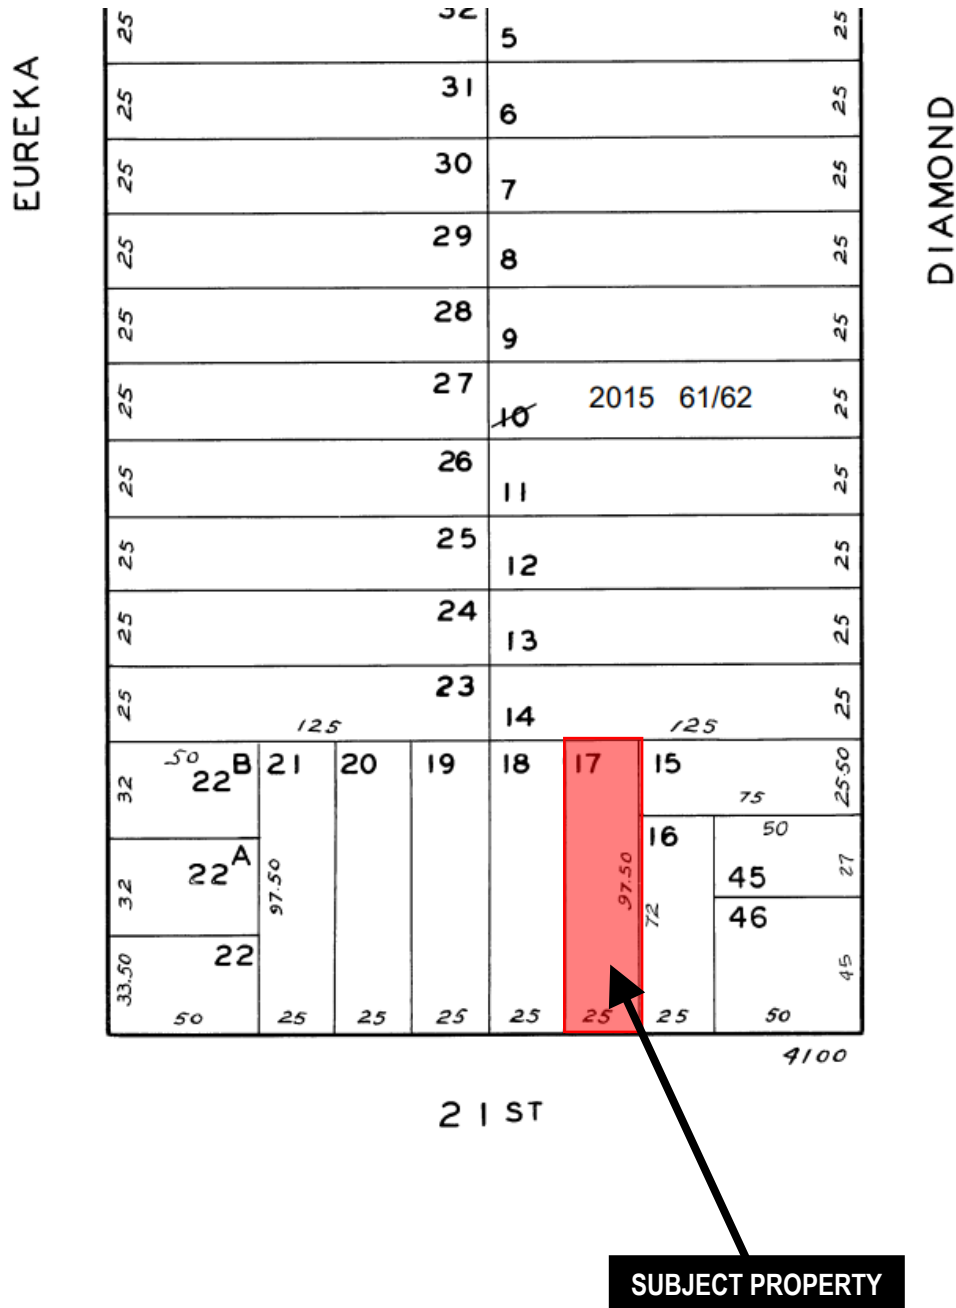 EUREKA
DIAMOND
25 32 5 25
25 31 6 25
25 30 7 25
25 29 8 25
25 28 9 25
25 27 10 2015 61/62 25
25 26 11 25
25 25 12 25
25 24 13 25
25 23 14 25
125 125
50 22B 21 20 19 18 17 15 25.50
32 75
22A 97.50 97.50 16 50
32 72 45 27
22 46
33.50 45
50 25 25 25 25 25 25 50
4100
21ST
SUBJECT PROPERTY